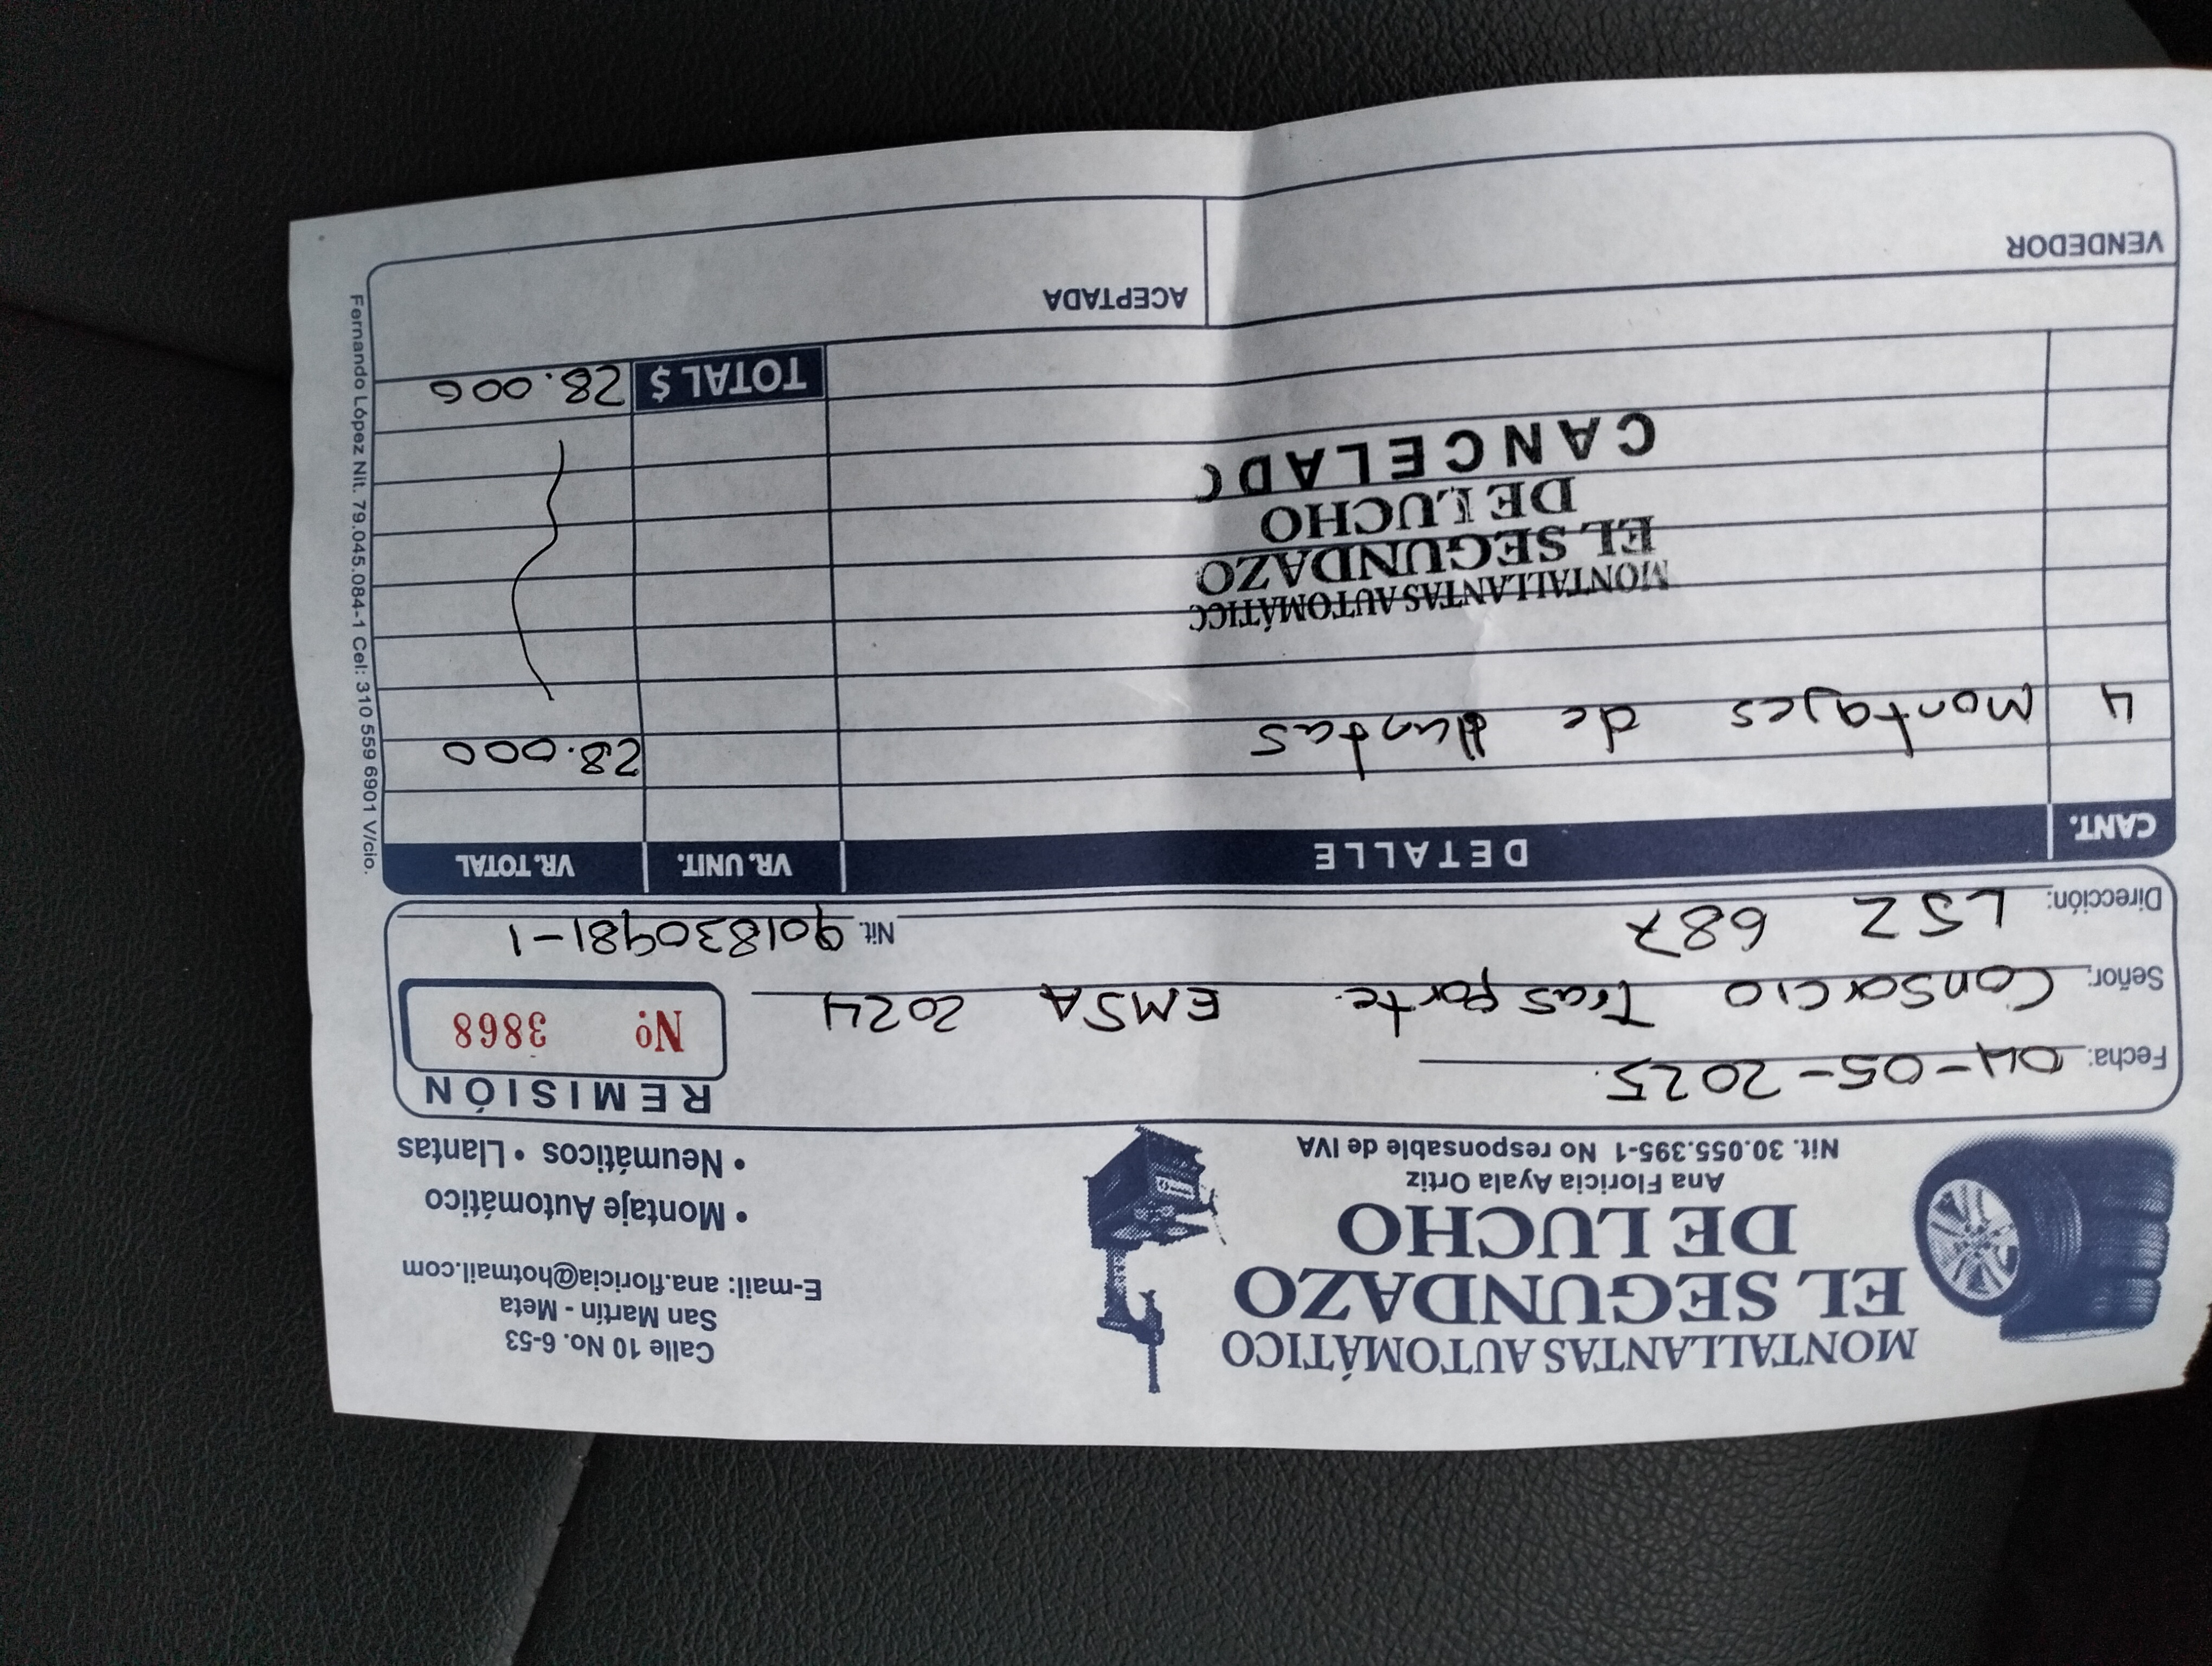 MONTALLANTAS AUTOMÁTICO
EL SEGUNDAZO
DE LUCHO
Ana Floricia Ayala Ortiz
Nit. 30.055.395-1 No responsable de IVA
Calle 10 No. 6-53
San Martín - Meta
E-mail: ana.floricia@hotmail.com
• Montaje Automático
• Neumáticos • Llantas
REMISIÓN
Nº 3868
Fecha: 04-05-2025
Señor: Consorcio Trasporte EMSA 2024
Dirección: LSZ 687 Nit. 901830981-1
CANT. DETALLE VR. UNIT. VR. TOTAL
4 Montajes de lluntas 28.000
MONTALLANTAS AUTOMÁTICO
EL SEGUNDAZO
DE LUCHO
CANCELADO
TOTAL $ 28.000
VENDEDOR ACEPTADA
Fernando López Nit. 79.045.084-1 Cel: 310 559 6901 V/cio.